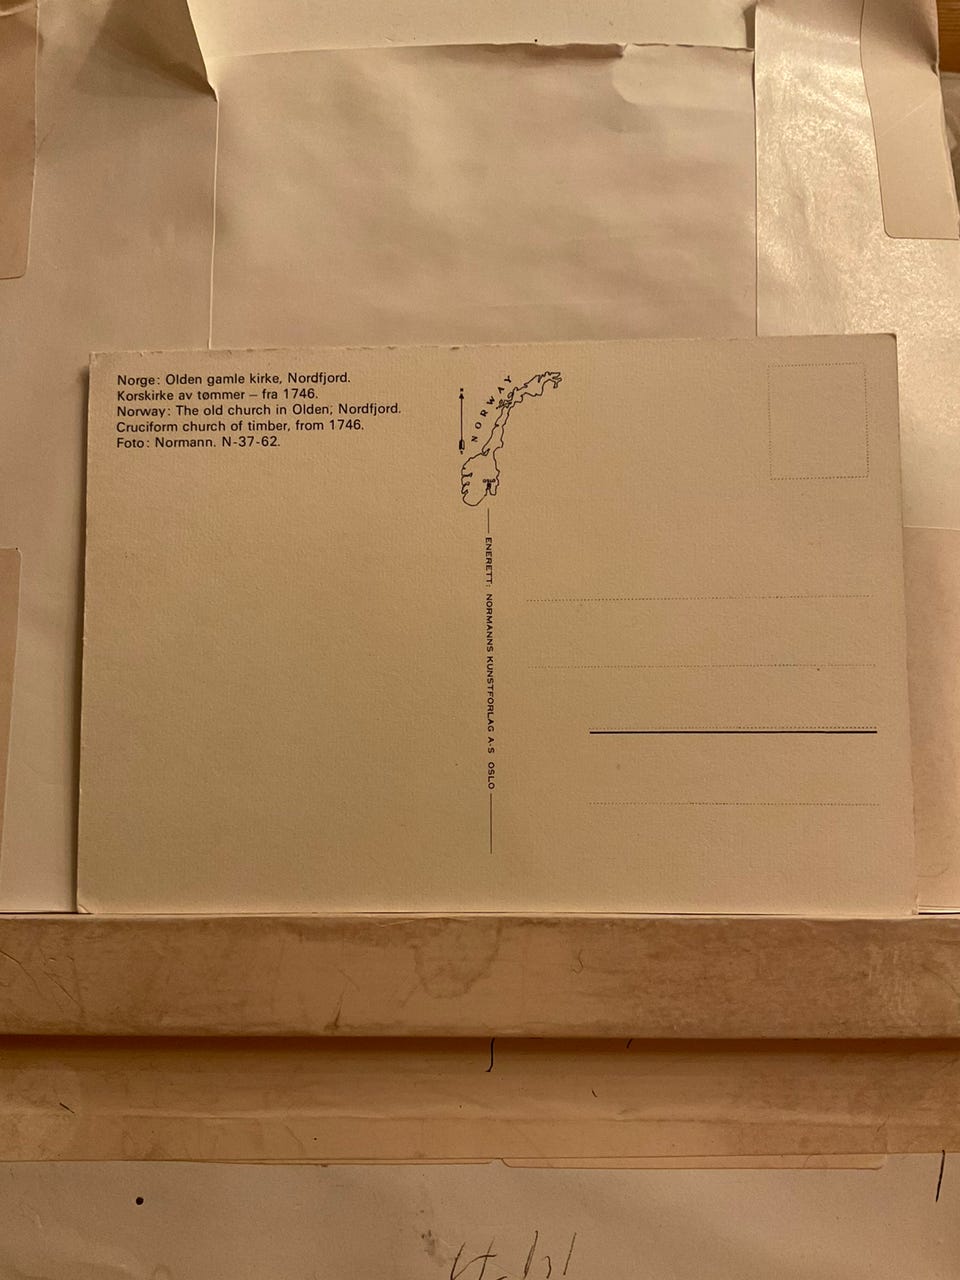 Norge: Olden gamle kirke, Nordfjord.
Korskirke av tømmer – fra 1746.
Norway: The old church in Olden, Nordfjord.
Cruciform church of timber, from 1746.
Foto: Normann. N-37-62.
NORWAY
OSLO
ENERETT: NORMANNS KUNSTFORLAG A-S OSLO